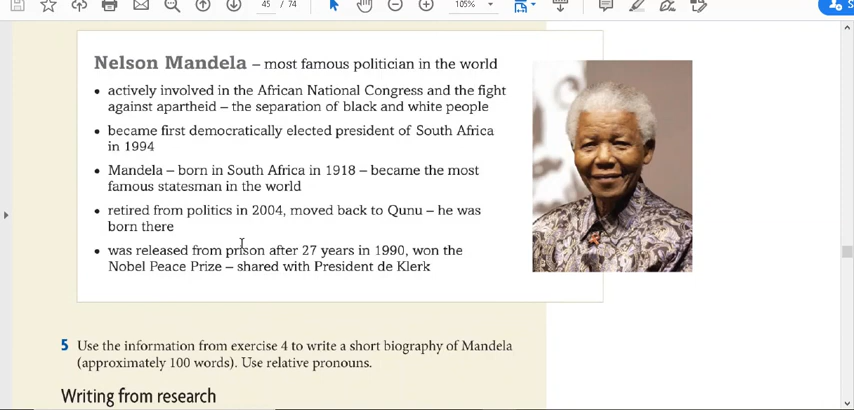 45 / 74
105%
Nelson Mandela – most famous politician in the world
• actively involved in the African National Congress and the fight
against apartheid – the separation of black and white people
• became first democratically elected president of South Africa
in 1994
• Mandela – born in South Africa in 1918 – became the most
famous statesman in the world
• retired from politics in 2004, moved back to Qunu – he was
born there
• was released from prison after 27 years in 1990, won the
Nobel Peace Prize – shared with President de Klerk
5 Use the information from exercise 4 to write a short biography of Mandela
(approximately 100 words). Use relative pronouns.
Writing from research